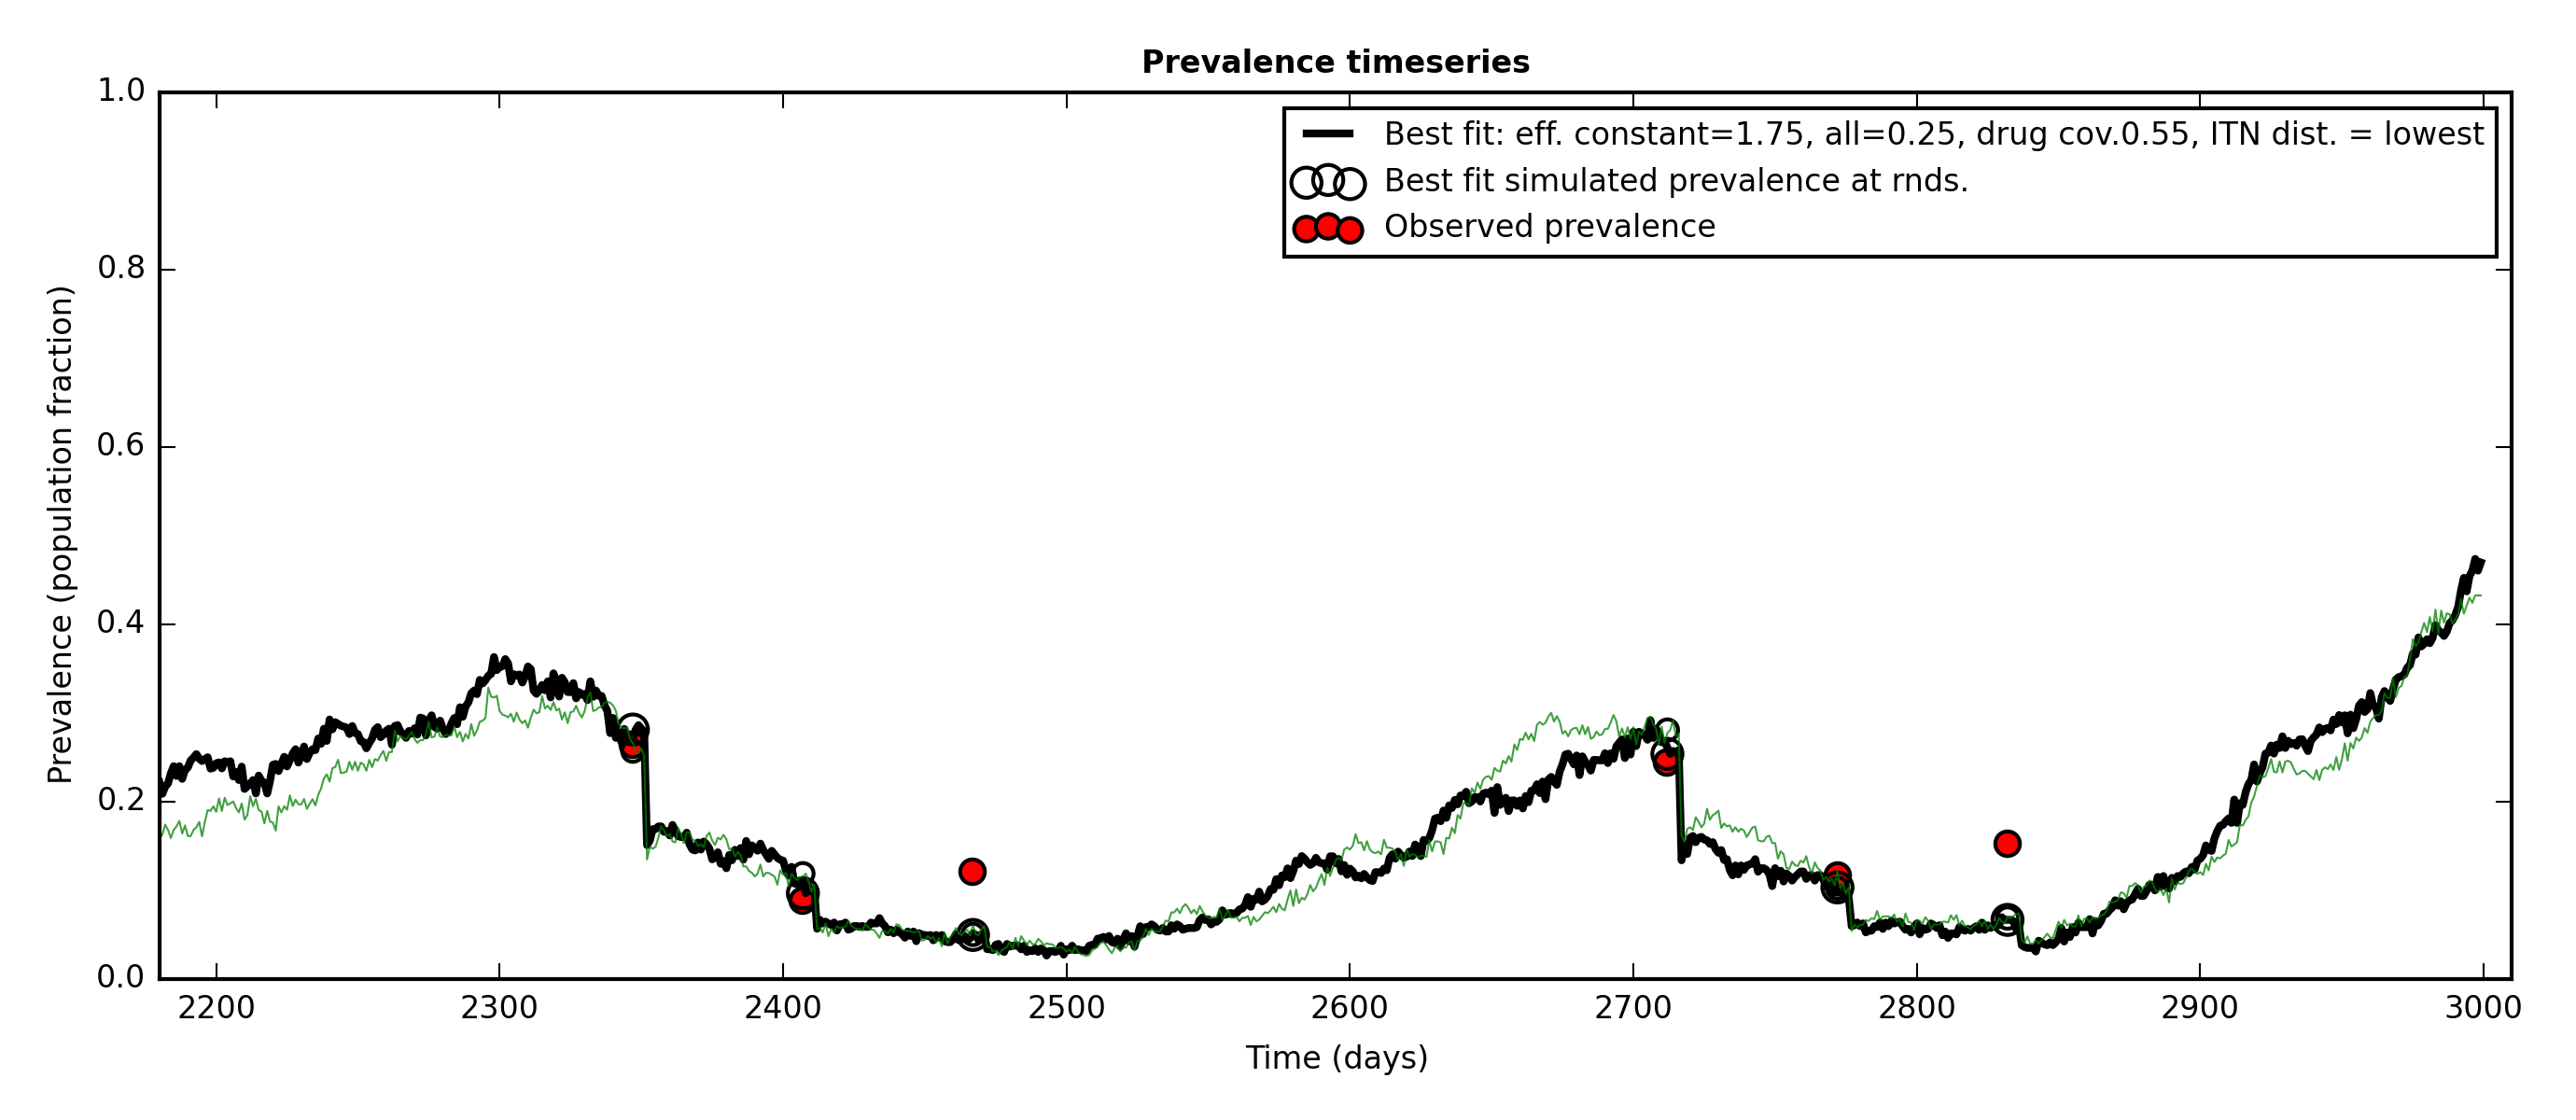 Prevalence timeseries
1.0
0.8
0.6
0.4
0.2
0.0
Prevalence (population fraction)
Best fit: eff. constant=1.75, all=0.25, drug cov.0.55, ITN dist. = lowest
Best fit simulated prevalence at rnds.
Observed prevalence
2200 2300 2400 2500 2600 2700 2800 2900 3000
Time (days)